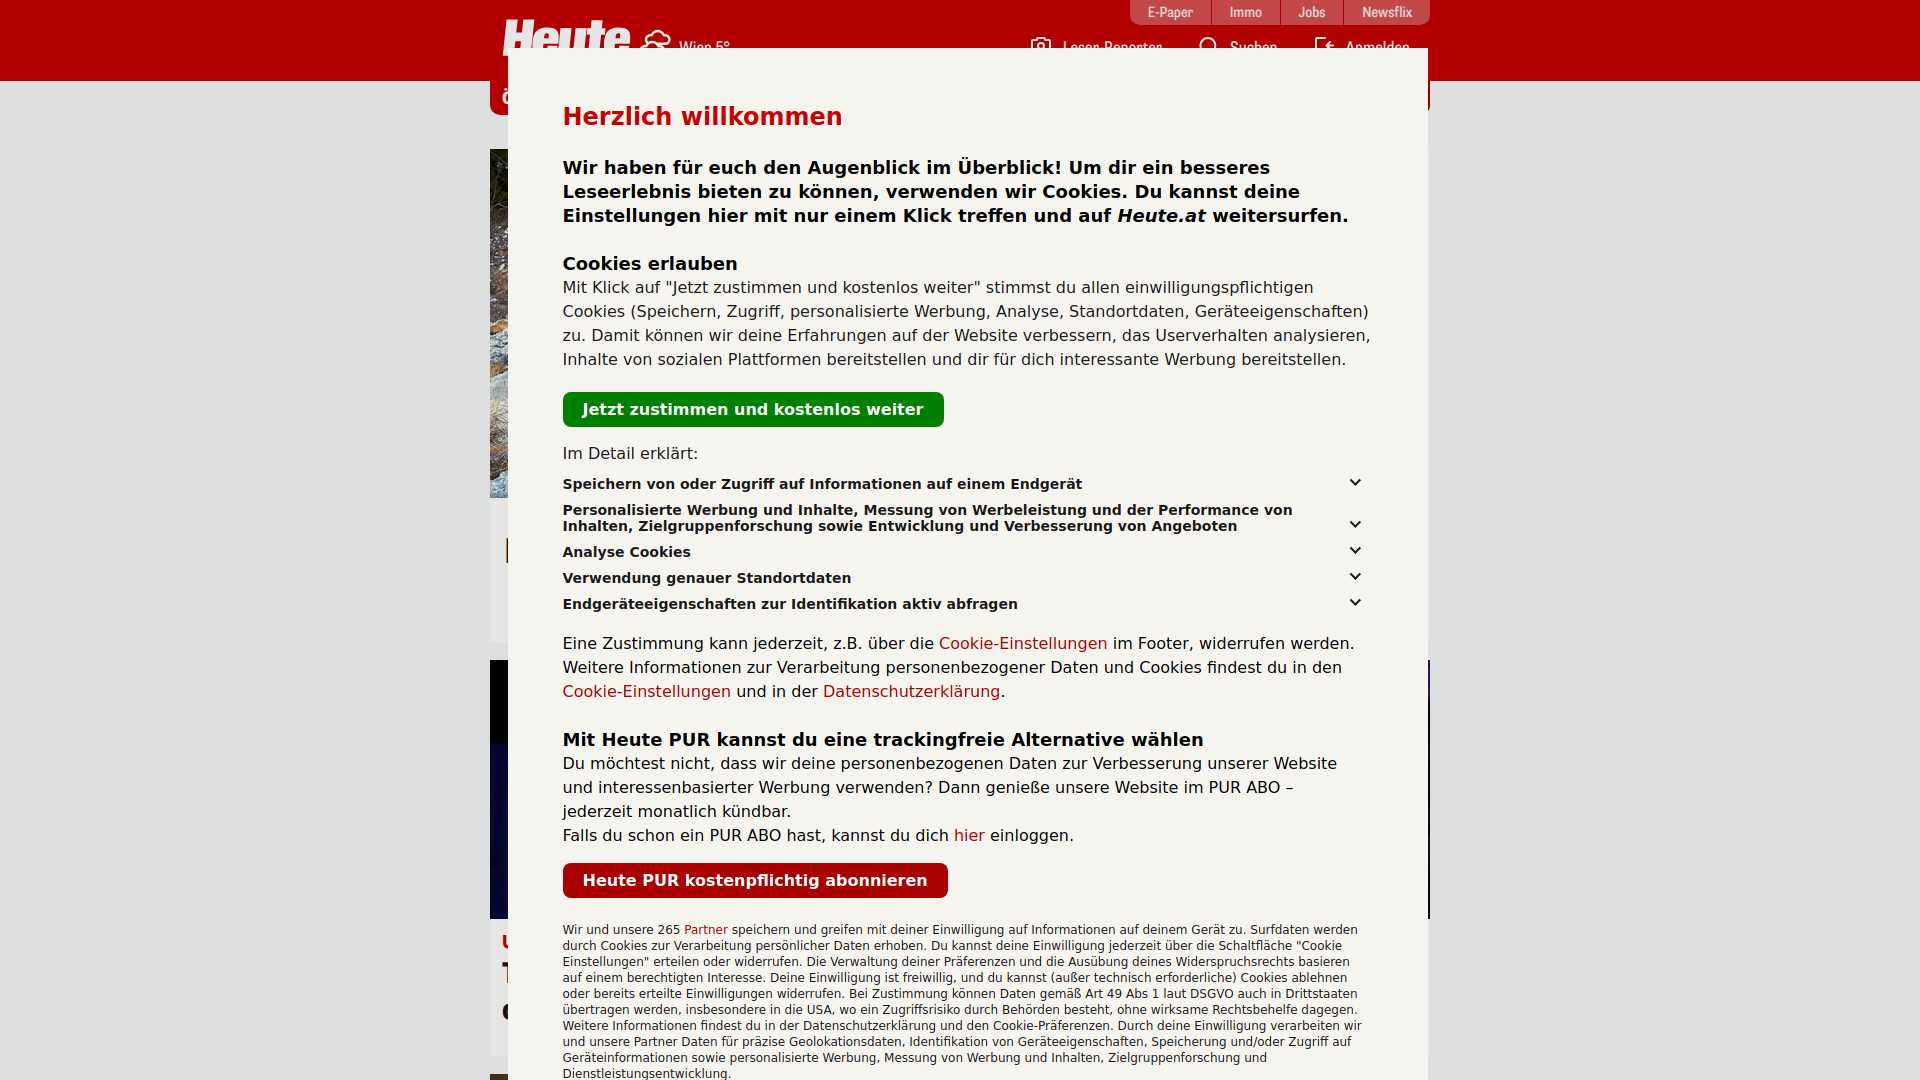 E-Paper Immo Jobs Newsflix
Heute Wien 5° Leser-Reporter Suchen Anmelden
Herzlich willkommen
Wir haben für euch den Augenblick im Überblick! Um dir ein besseres
Leseerlebnis bieten zu können, verwenden wir Cookies. Du kannst deine
Einstellungen hier mit nur einem Klick treffen und auf Heute.at weitersurfen.
Cookies erlauben
Mit Klick auf "Jetzt zustimmen und kostenlos weiter" stimmst du allen einwilligungspflichtigen
Cookies (Speichern, Zugriff, personalisierte Werbung, Analyse, Standortdaten, Geräteeigenschaften)
zu. Damit können wir deine Erfahrungen auf der Website verbessern, das Userverhalten analysieren,
Inhalte von sozialen Plattformen bereitstellen und dir für dich interessante Werbung bereitstellen.
Jetzt zustimmen und kostenlos weiter
Im Detail erklärt:
Speichern von oder Zugriff auf Informationen auf einem Endgerät
Personalisierte Werbung und Inhalte, Messung von Werbeleistung und der Performance von
Inhalten, Zielgruppenforschung sowie Entwicklung und Verbesserung von Angeboten
Analyse Cookies
Verwendung genauer Standortdaten
Endgeräteeigenschaften zur Identifikation aktiv abfragen
Eine Zustimmung kann jederzeit, z.B. über die Cookie-Einstellungen im Footer, widerrufen werden.
Weitere Informationen zur Verarbeitung personenbezogener Daten und Cookies findest du in den
Cookie-Einstellungen und in der Datenschutzerklärung.
Mit Heute PUR kannst du eine trackingfreie Alternative wählen
Du möchtest nicht, dass wir deine personenbezogenen Daten zur Verbesserung unserer Website
und interessenbasierter Werbung verwenden? Dann genieße unsere Website im PUR ABO –
jederzeit monatlich kündbar.
Falls du schon ein PUR ABO hast, kannst du dich hier einloggen.
Heute PUR kostenpflichtig abonnieren
Wir und unsere 265 Partner speichern und greifen mit deiner Einwilligung auf Informationen auf deinem Gerät zu. Surfdaten werden
durch Cookies zur Verarbeitung persönlicher Daten erhoben. Du kannst deine Einwilligung jederzeit über die Schaltfläche "Cookie
Einstellungen" erteilen oder widerrufen. Die Verwaltung deiner Präferenzen und die Ausübung deines Widerspruchsrechts basieren
auf einem berechtigten Interesse. Deine Einwilligung ist freiwillig, und du kannst (außer technisch erforderliche) Cookies ablehnen
oder bereits erteilte Einwilligungen widerrufen. Bei Zustimmung können Daten gemäß Art 49 Abs 1 laut DSGVO auch in Drittstaaten
übertragen werden, insbesondere in die USA, wo ein Zugriffsrisiko durch Behörden besteht, ohne wirksame Rechtsbehelfe dagegen.
Weitere Informationen findest du in der Datenschutzerklärung und den Cookie-Präferenzen. Durch deine Einwilligung verarbeiten wir
und unsere Partner Daten für präzise Geolokationsdaten, Identifikation von Geräteeigenschaften, Speicherung und/oder Zugriff auf
Geräteinformationen sowie personalisierte Werbung, Messung von Werbung und Inhalten, Zielgruppenforschung und
Dienstleistungsentwicklung.